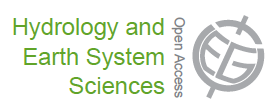 Hydrology and
Earth System
Sciences
Open Access